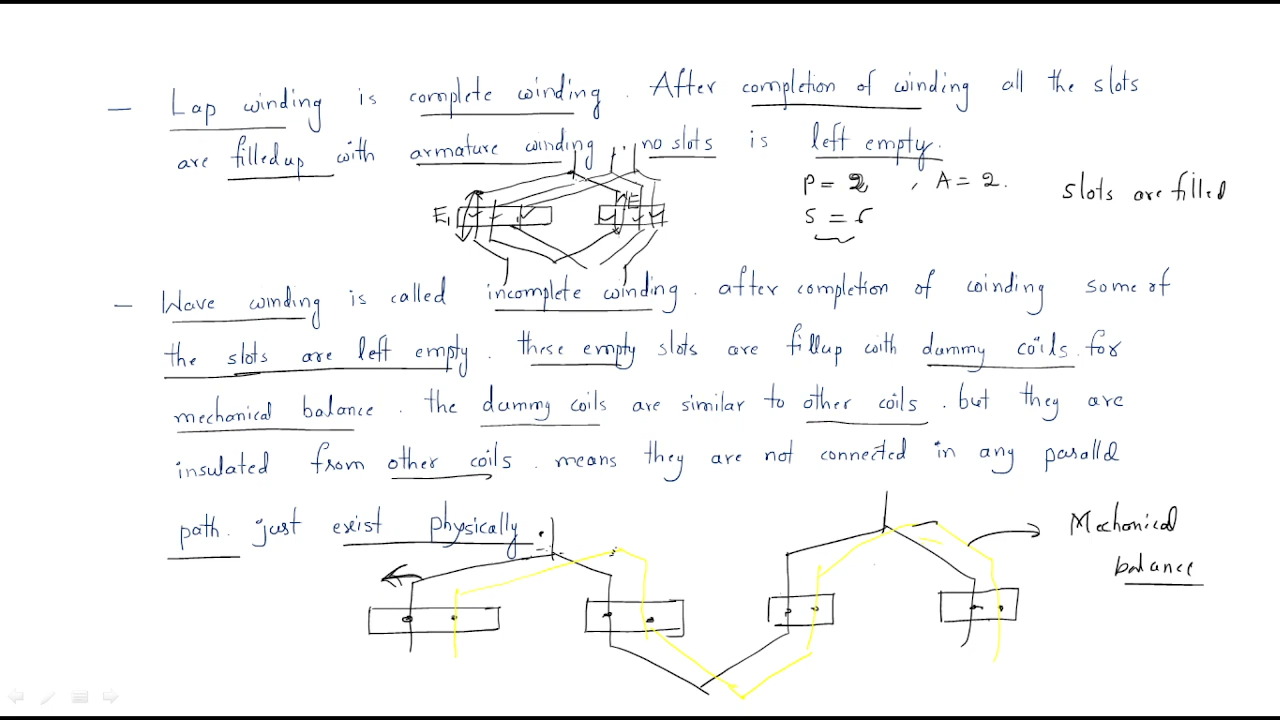 – Lap winding is complete winding. After completion of winding all the slots
are filledup with armature winding. no slots is left empty.
P = 2, A = 2. slots are filled
E₁ E S = 6
– Wave winding is called incomplete winding. after completion of winding some of
the slots are left empty. these empty slots are fillup with dummy coils for
mechanical balance. the dummy coils are similar to other coils. but they are
insulated from other coils. means they are not connected in any paralld
path. just exist physically.
Mechanical
balance